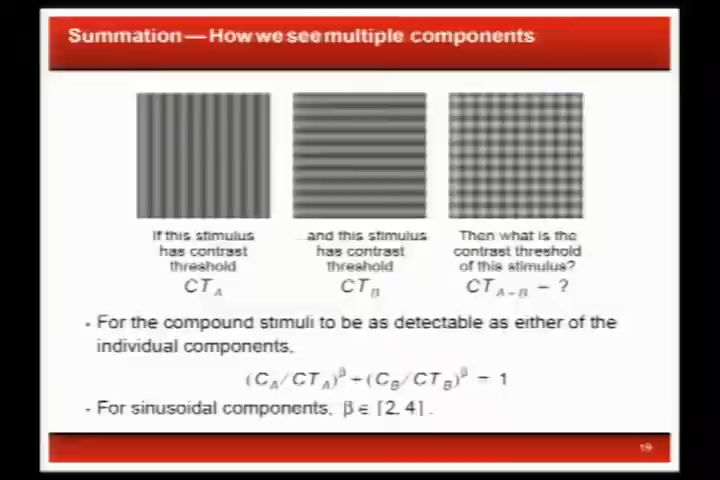 Summation — How we see multiple components
If this stimulus has contrast threshold CT_A
...and this stimulus has contrast threshold CT_B
Then what is the contrast threshold of this stimulus? CT_A+B = ?
- For the compound stimuli to be as detectable as either of the
individual components,
(C_A/CT_A)^β + (C_B/CT_B)^β = 1
- For sinusoidal components, β ∈ [2, 4].
19